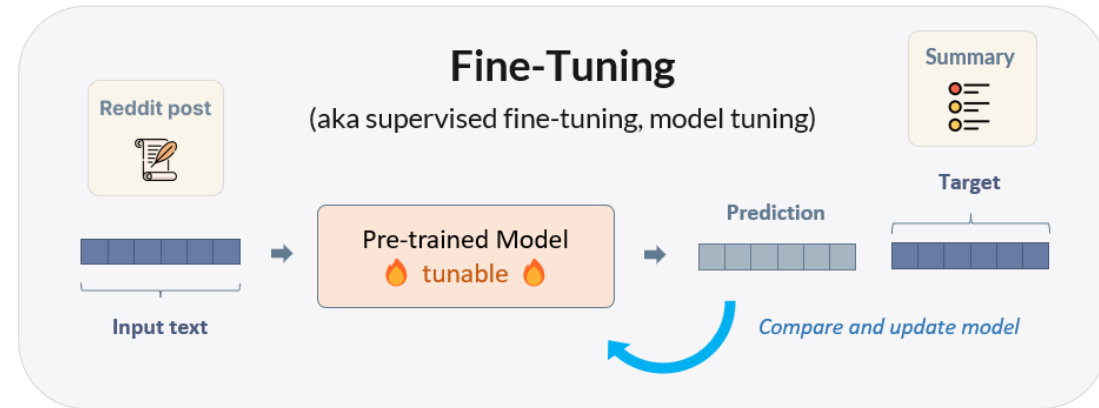 Fine-Tuning
(aka supervised fine-tuning, model tuning)
Reddit post
Summary
Target
Prediction
Pre-trained Model
🔥 tunable 🔥
Input text
Compare and update model